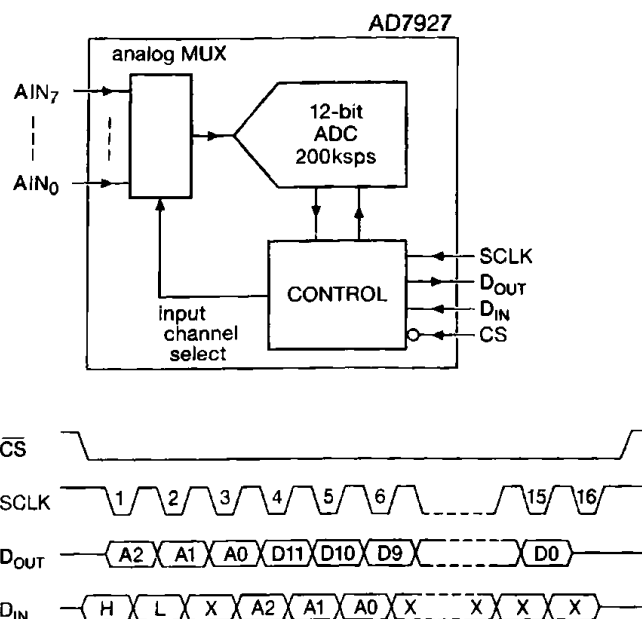 AD7927
analog MUX
AIN7
AIN0
12-bit
ADC
200ksps
CONTROL
SCLK
DOUT
DIN
CS
input
channel
select
CS
SCLK 1 2 3 4 5 6 15 16
DOUT A2 A1 A0 D11 D10 D9 D0
DIN H L X A2 A1 A0 X X X X